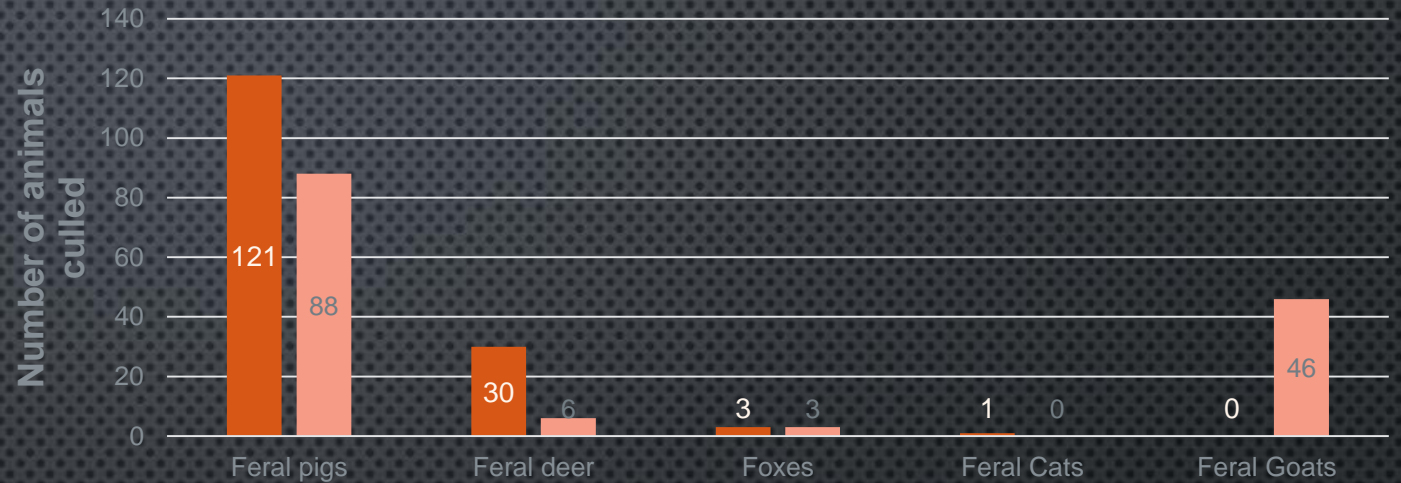 Number of animals
culled
140
120
100
80
60
40
20
0
121
88
30
6
3
3
1
0
0
46
Feral pigs
Feral deer
Foxes
Feral Cats
Feral Goats